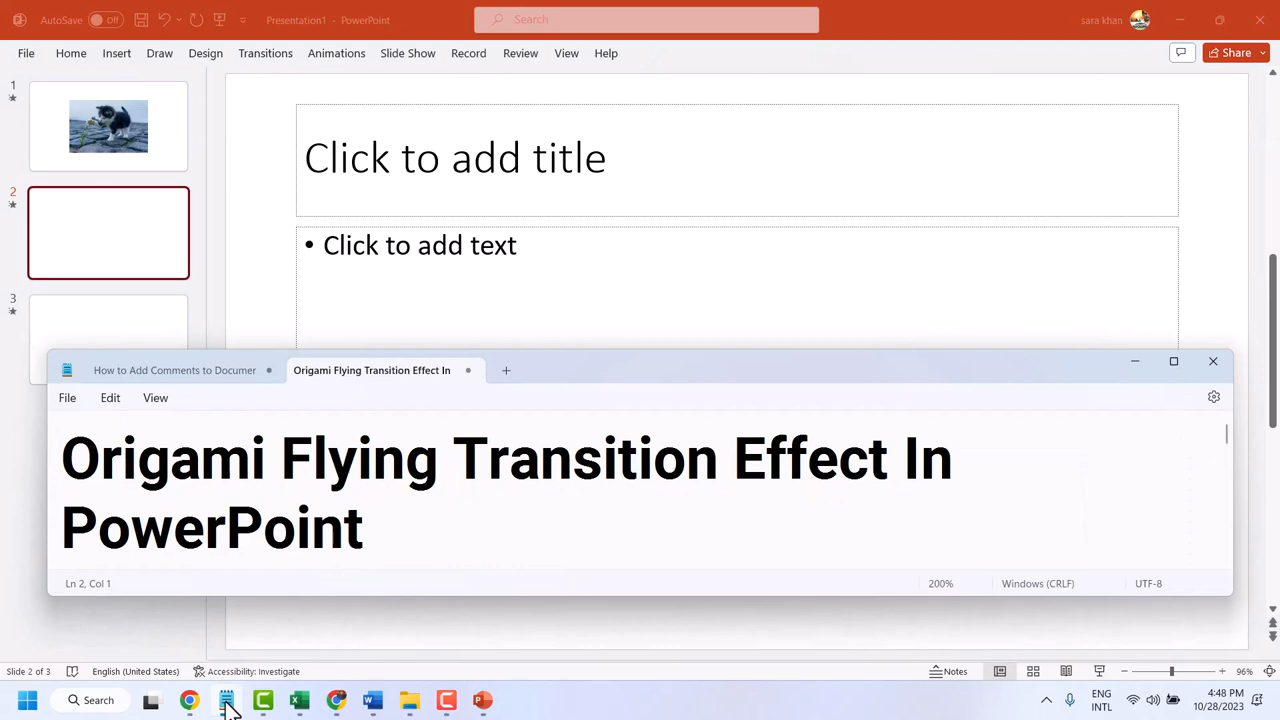 AutoSave Off
Presentation1 - PowerPoint
Search
sara khan
File Home Insert Draw Design Transitions Animations Slide Show Record Review View Help
Share
1
2
3
Click to add title
• Click to add text
How to Add Comments to Documer
Origami Flying Transition Effect In
File Edit View
Origami Flying Transition Effect In
PowerPoint
Ln 2, Col 1
200%
Windows (CRLF)
UTF-8
Slide 2 of 3
English (United States)
Accessibility: Investigate
Notes
96%
Search
ENG
INTL
4:48 PM
10/28/2023